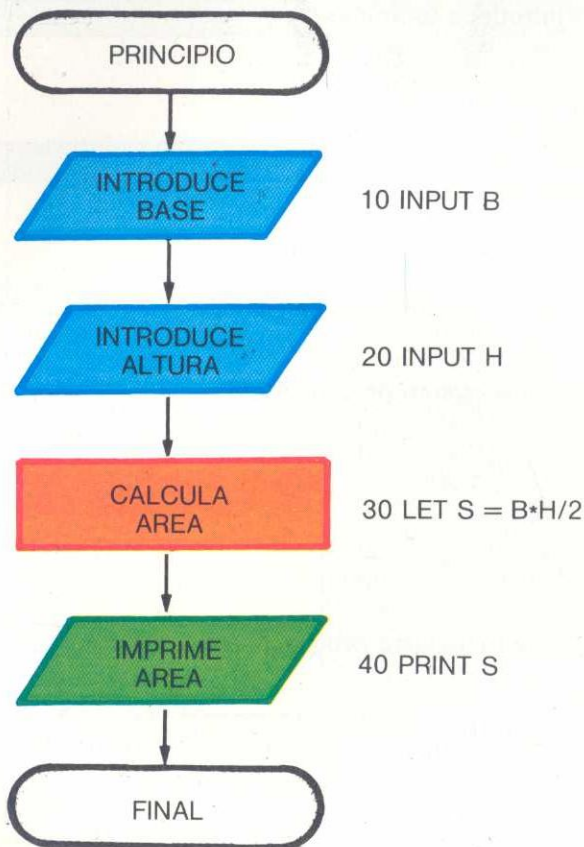 PRINCIPIO
INTRODUCE
BASE
10 INPUT B
INTRODUCE
ALTURA
20 INPUT H
CALCULA
AREA
30 LET S = B*H/2
IMPRIME
AREA
40 PRINT S
FINAL